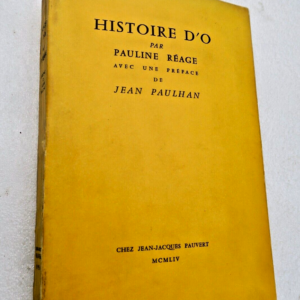 HISTOIRE D'O
PAR
PAULINE RÉAGE
AVEC UNE PRÉFACE
DE
JEAN PAULHAN
CHEZ JEAN-JACQUES PAUVERT
MCMLIV